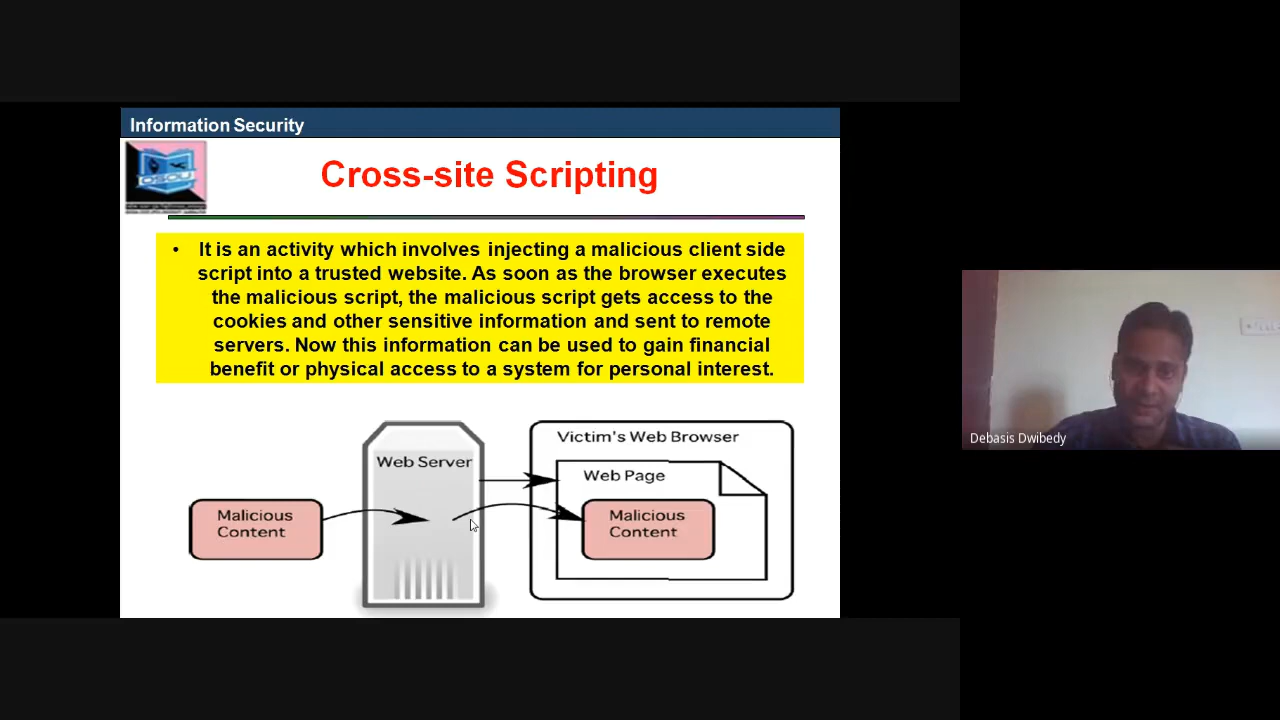 Information Security
OSOU
Cross-site Scripting
• It is an activity which involves injecting a malicious client side
script into a trusted website. As soon as the browser executes
the malicious script, the malicious script gets access to the
cookies and other sensitive information and sent to remote
servers. Now this information can be used to gain financial
benefit or physical access to a system for personal interest.
Victim's Web Browser
Web Server
Web Page
Malicious
Content
Malicious
Content
Debasis Dwibedy